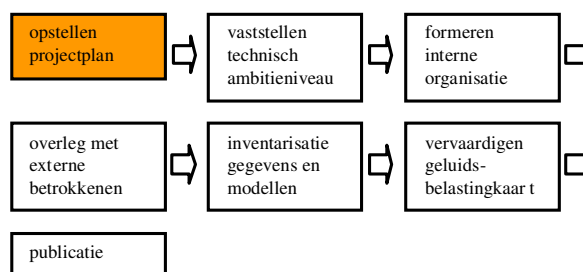 opstellen
projectplan
vaststellen
technisch
ambitieniveau
formeren
interne
organisatie
overleg met
externe
betrokkenen
inventarisatie
gegevens en
modellen
vervaardigen
geluids-
belastingkaar t
publicatie